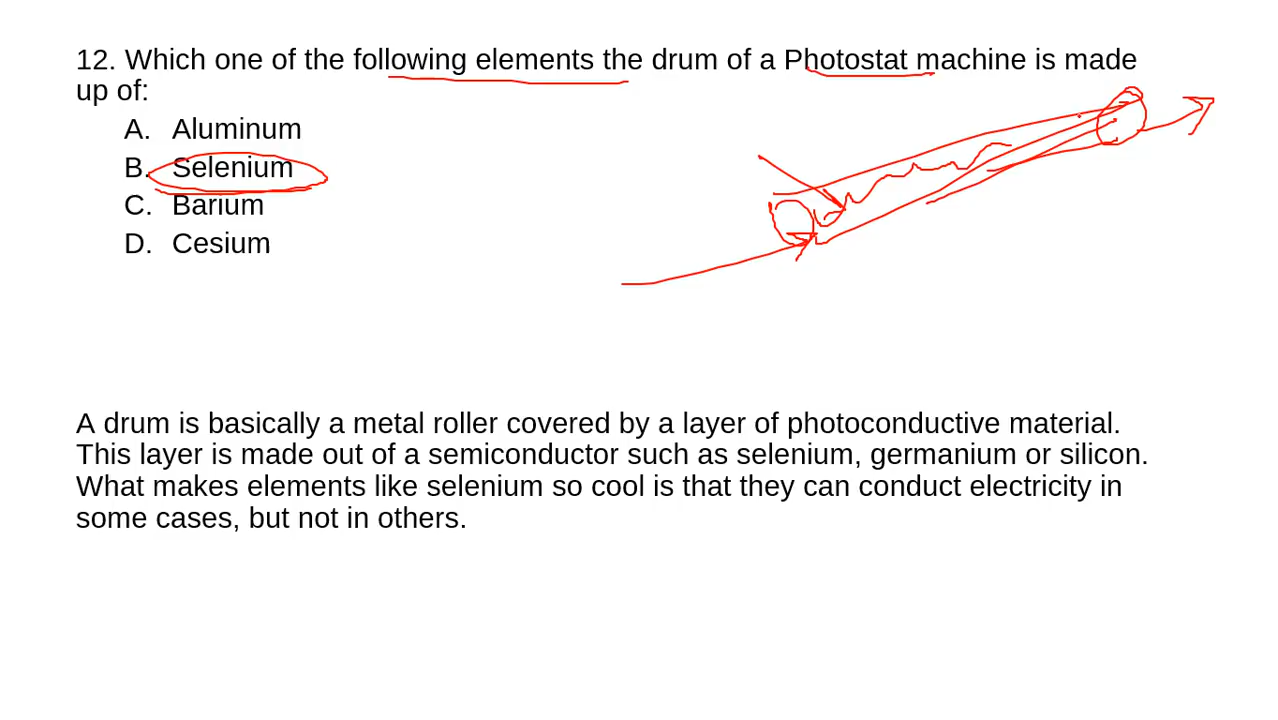 12. Which one of the following elements the drum of a Photostat machine is made
up of:
A. Aluminum
B. Selenium
C. Barium
D. Cesium
A drum is basically a metal roller covered by a layer of photoconductive material.
This layer is made out of a semiconductor such as selenium, germanium or silicon.
What makes elements like selenium so cool is that they can conduct electricity in
some cases, but not in others.